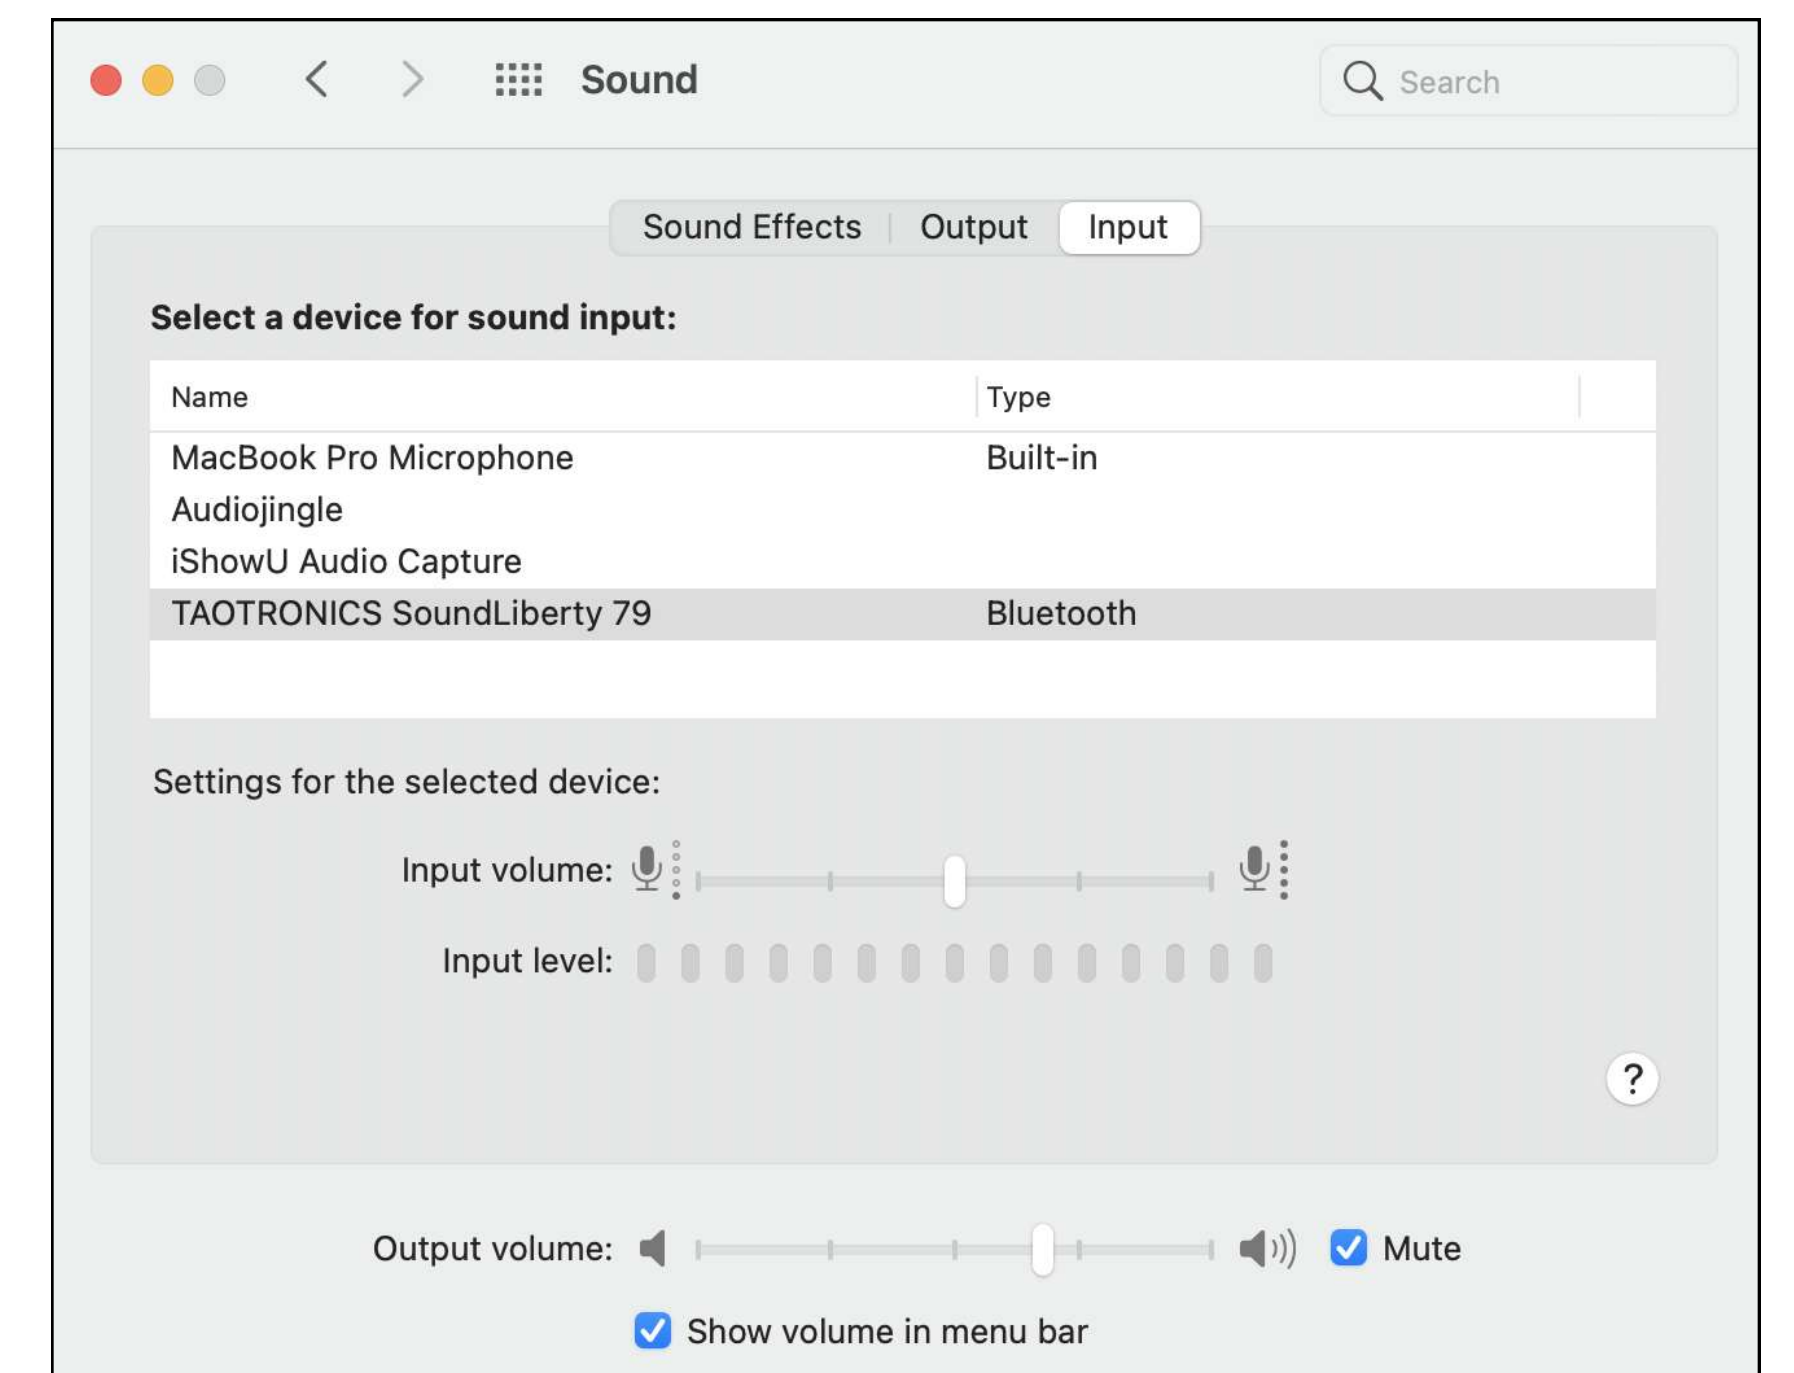 Sound
Search
Sound Effects Output Input
Select a device for sound input:
Name Type
MacBook Pro Microphone Built-in
Audiojingle
iShowU Audio Capture
TAOTRONICS SoundLiberty 79 Bluetooth
Settings for the selected device:
Input volume:
Input level:
?
Output volume: Mute
Show volume in menu bar